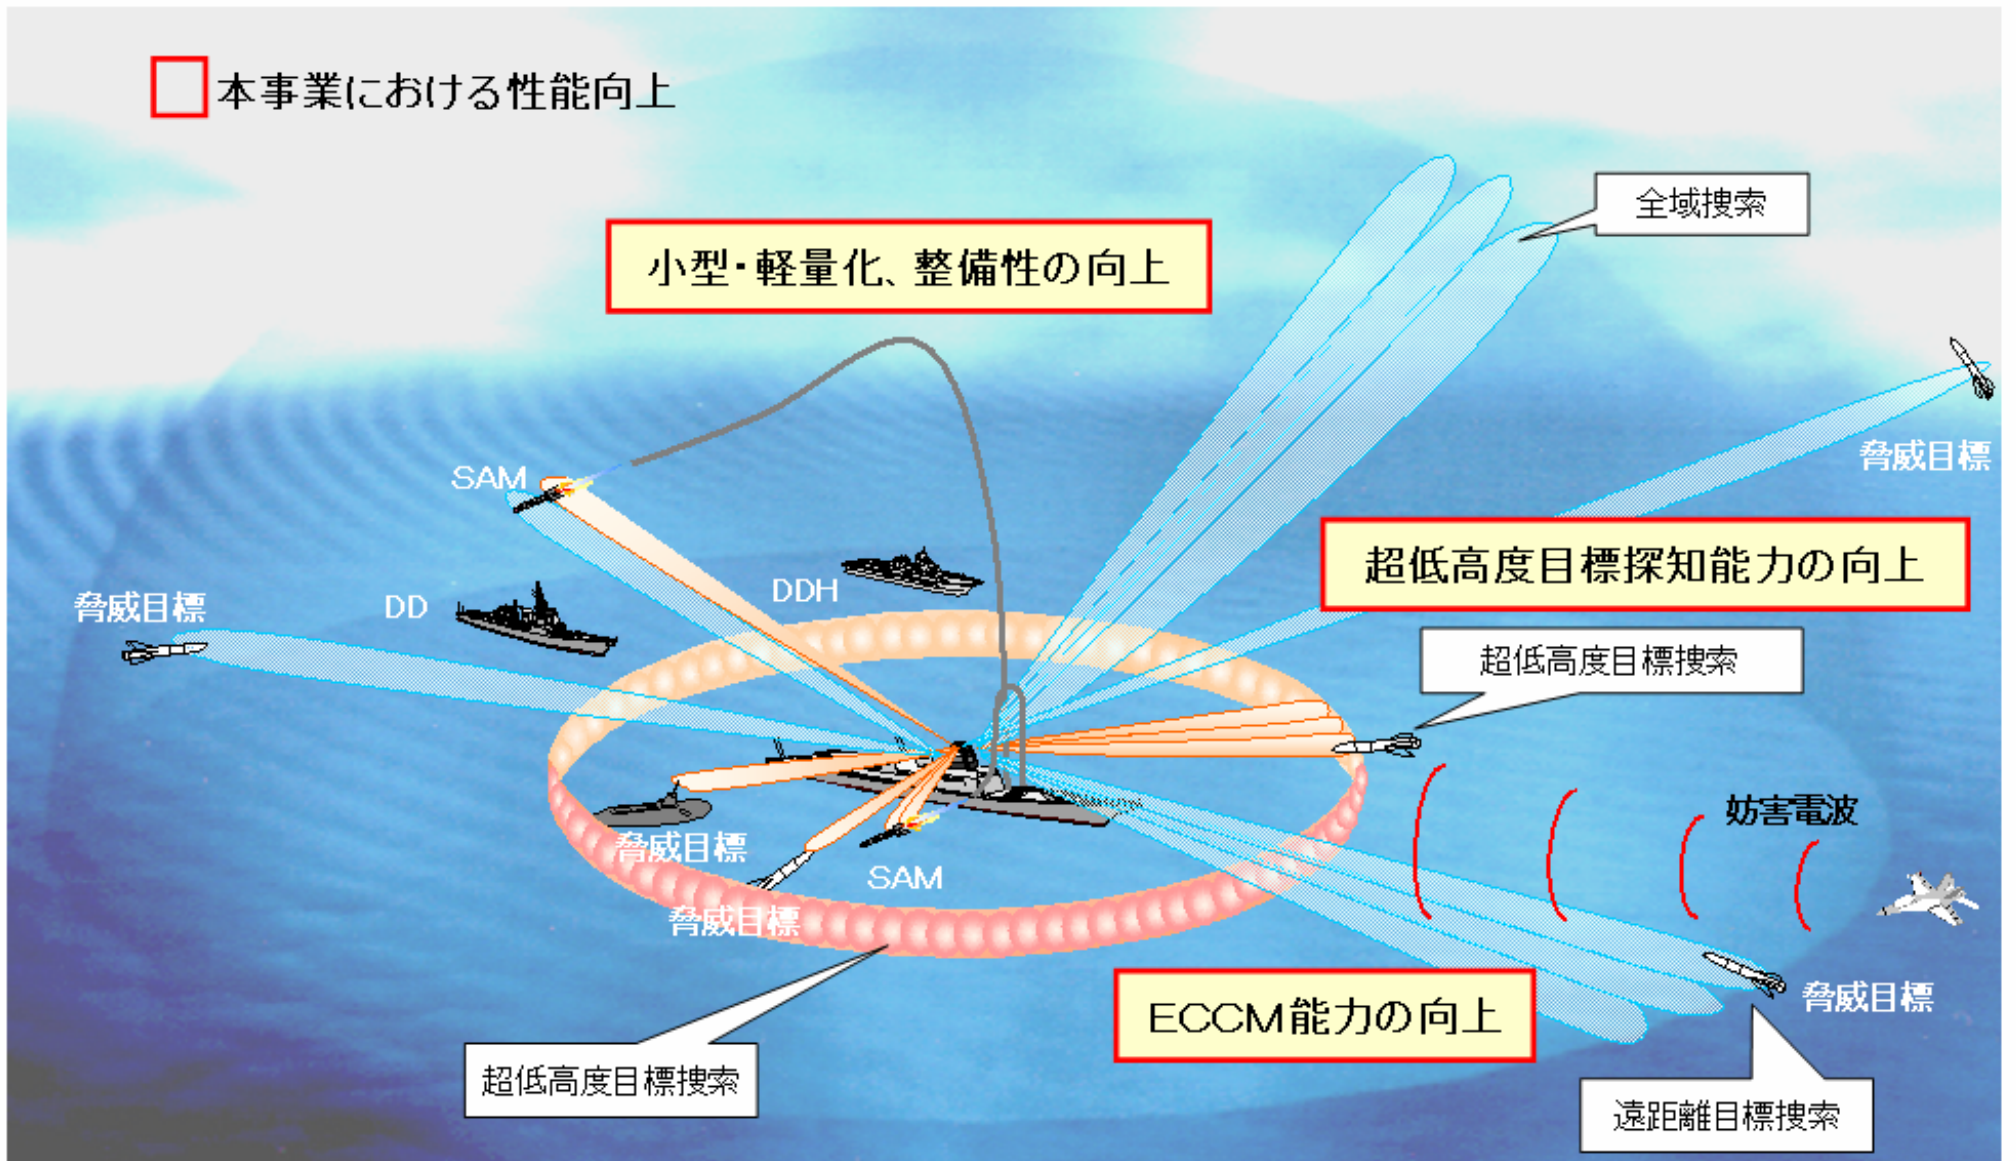 本事業における性能向上
全域捜索
小型・軽量化、整備性の向上
脅威目標
SAM
超低高度目標探知能力の向上
DDH
DD
脅威目標
超低高度目標捜索
妨害電波
脅威目標
SAM
脅威目標
脅威目標
ECCM能力の向上
超低高度目標捜索
遠距離目標捜索